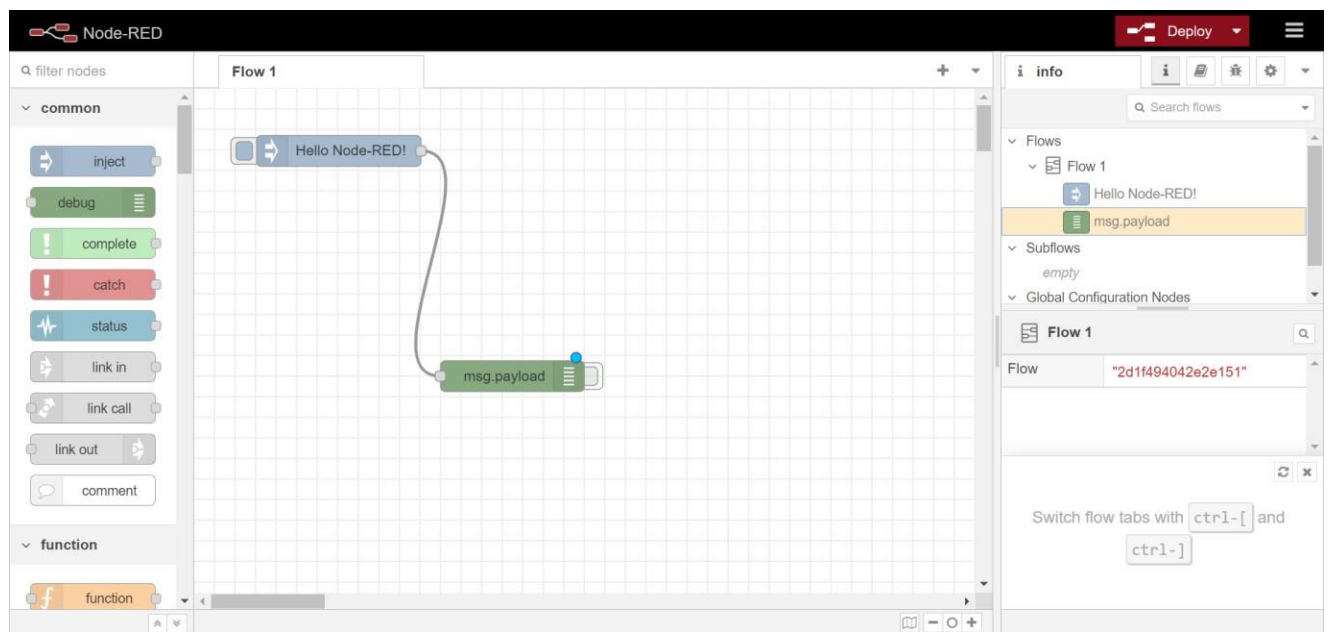 Node-RED
Deploy
filter nodes
common
inject
debug
complete
catch
status
link in
link call
link out
comment
function
function
Flow 1
Hello Node-RED!
msg.payload
i info
Search flows
Flows
Flow 1
Hello Node-RED!
msg.payload
Subflows
empty
Global Configuration Nodes
Flow 1
Flow "2d1f494042e2e151"
Switch flow tabs with ctrl-[ and
ctrl-]